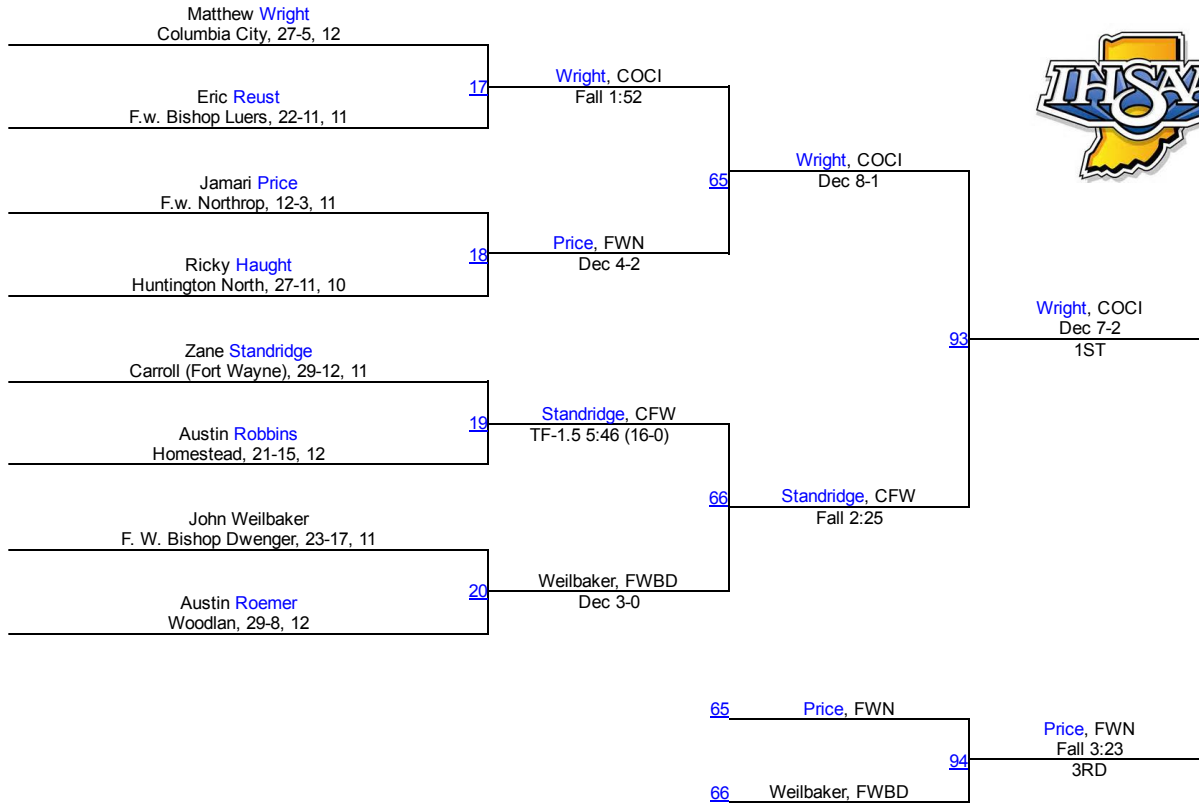 Matthew Wright
Columbia City, 27-5, 12
17
Eric Reust
F.w. Bishop Luers, 22-11, 11
Wright, COCI
Fall 1:52
Jamari Price
F.w. Northrop, 12-3, 11
18
Ricky Haught
Huntington North, 27-11, 10
Price, FWN
Dec 4-2
65
Wright, COCI
Dec 8-1
Zane Standridge
Carroll (Fort Wayne), 29-12, 11
19
Austin Robbins
Homestead, 21-15, 12
Standridge, CFW
TF-1.5 5:46 (16-0)
John Weilbaker
F. W. Bishop Dwenger, 23-17, 11
20
Austin Roemer
Woodlan, 29-8, 12
Weilbaker, FWBD
Dec 3-0
66
Standridge, CFW
Fall 2:25
93
Wright, COCI
Dec 7-2
1ST
65
Price, FWN
66
Weilbaker, FWBD
94
Price, FWN
Fall 3:23
3RD
IHSAA